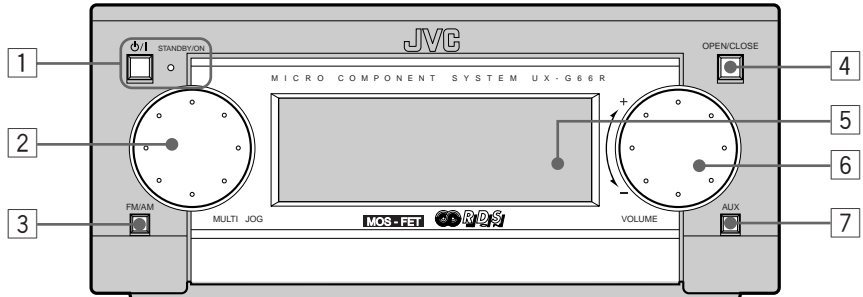 JVC
1
⏻/I STANDBY/ON
OPEN/CLOSE
4
MICRO COMPONENT SYSTEM UX-G66R
+
5
2
6
–
FM/AM
AUX
3
MULTI JOG
MOS-FET
RDS
VOLUME
7